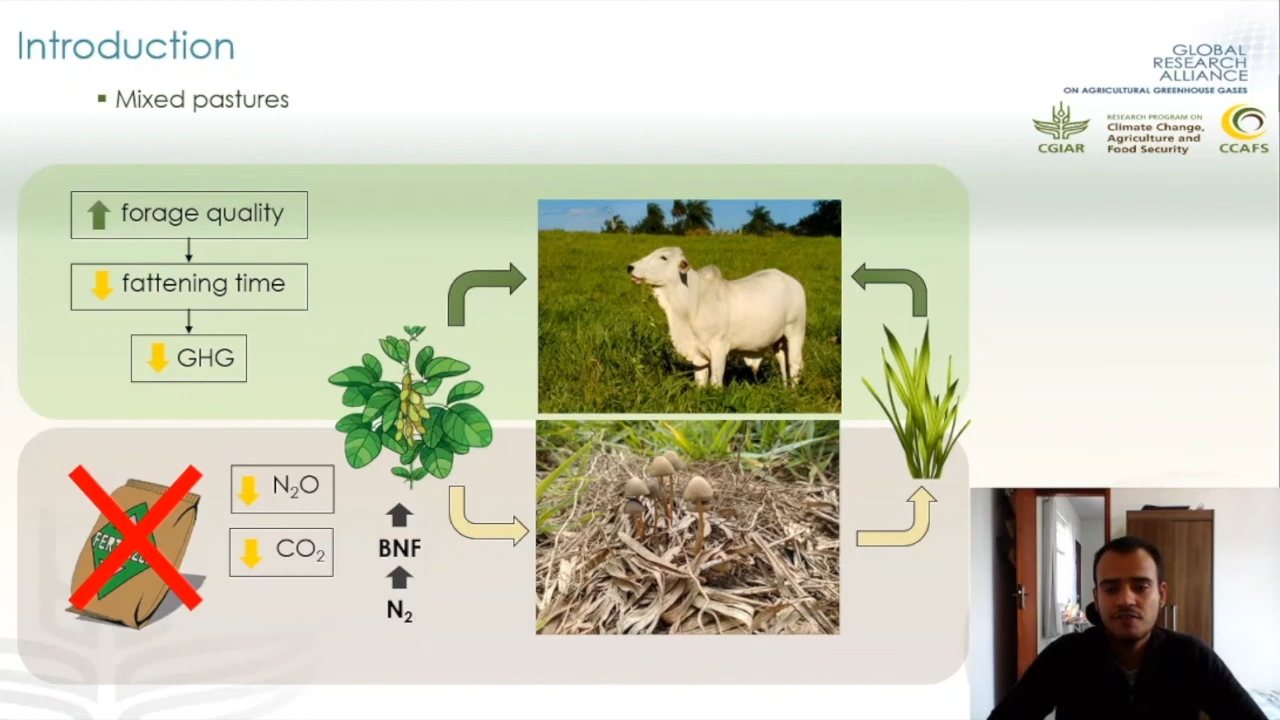 Introduction
▪ Mixed pastures
GLOBAL
RESEARCH
ALLIANCE
ON AGRICULTURAL GREENHOUSE GASES
CGIAR
RESEARCH PROGRAM ON
Climate Change,
Agriculture and
Food Security
CCAFS
forage quality
fattening time
GHG
N₂O
CO₂
BNF
N₂